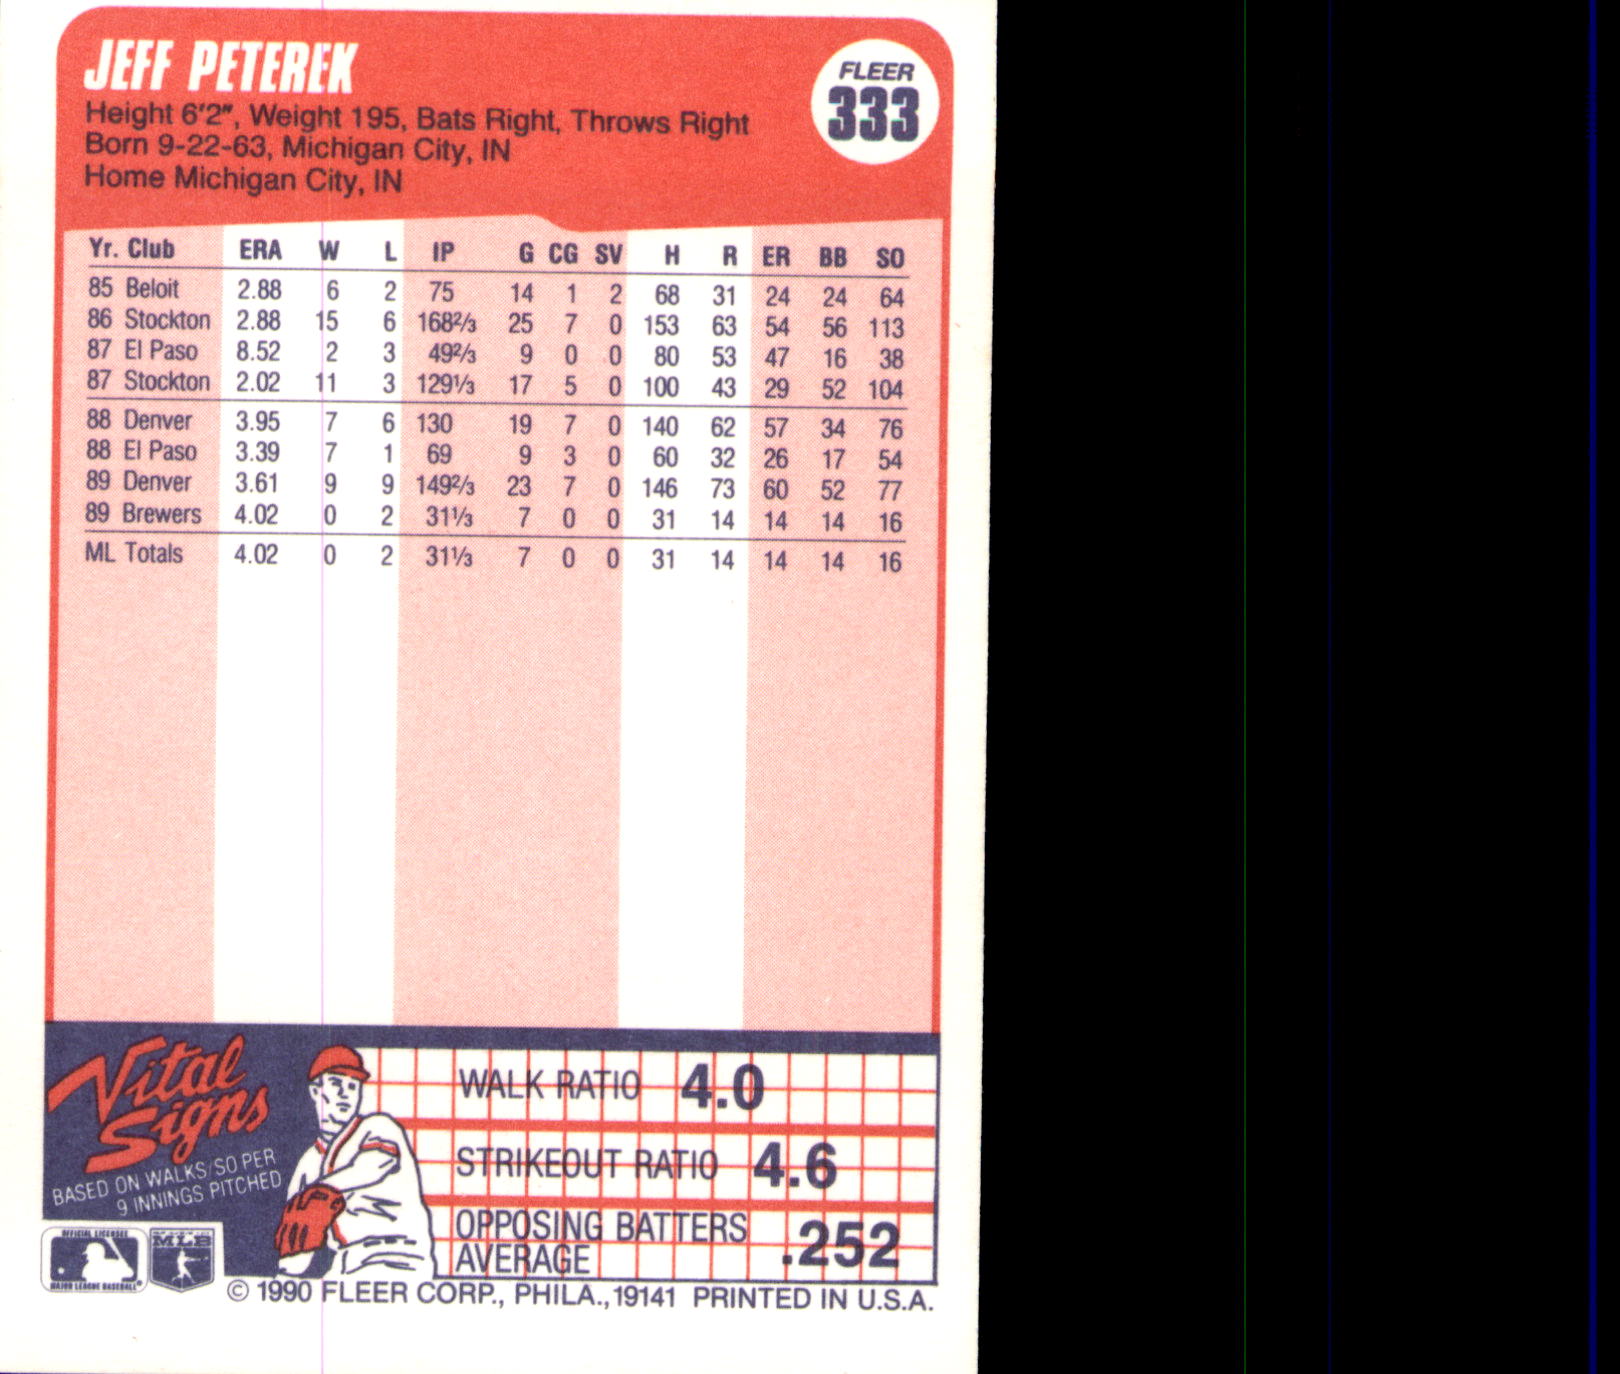 JEFF PETEREK
FLEER
333
Height 6'2", Weight 195, Bats Right, Throws Right
Born 9-22-63, Michigan City, IN
Home Michigan City, IN
Yr. Club ERA W L IP G CG SV H R ER BB SO
85 Beloit 2.88 6 2 75 14 1 2 68 31 24 24 64
86 Stockton 2.88 15 6 168⅔ 25 7 0 153 63 54 56 113
87 El Paso 8.52 2 3 49⅔ 9 0 0 80 53 47 16 38
87 Stockton 2.02 11 3 129⅓ 17 5 0 100 43 29 52 104
88 Denver 3.95 7 6 130 19 7 0 140 62 57 34 76
88 El Paso 3.39 7 1 69 9 3 0 60 32 26 17 54
89 Denver 3.61 9 9 149⅔ 23 7 0 146 73 60 52 77
89 Brewers 4.02 0 2 31⅓ 7 0 0 31 14 14 14 16
ML Totals 4.02 0 2 31⅓ 7 0 0 31 14 14 14 16
Vital
Signs
BASED ON WALKS/SO PER
9 INNINGS PITCHED
WALK RATIO 4.0
STRIKEOUT RATIO 4.6
OPPOSING BATTERS
AVERAGE .252
OFFICIAL LICENSEE
MAJOR LEAGUE BASEBALL®
MLB
© 1990 FLEER CORP., PHILA., 19141 PRINTED IN U.S.A.